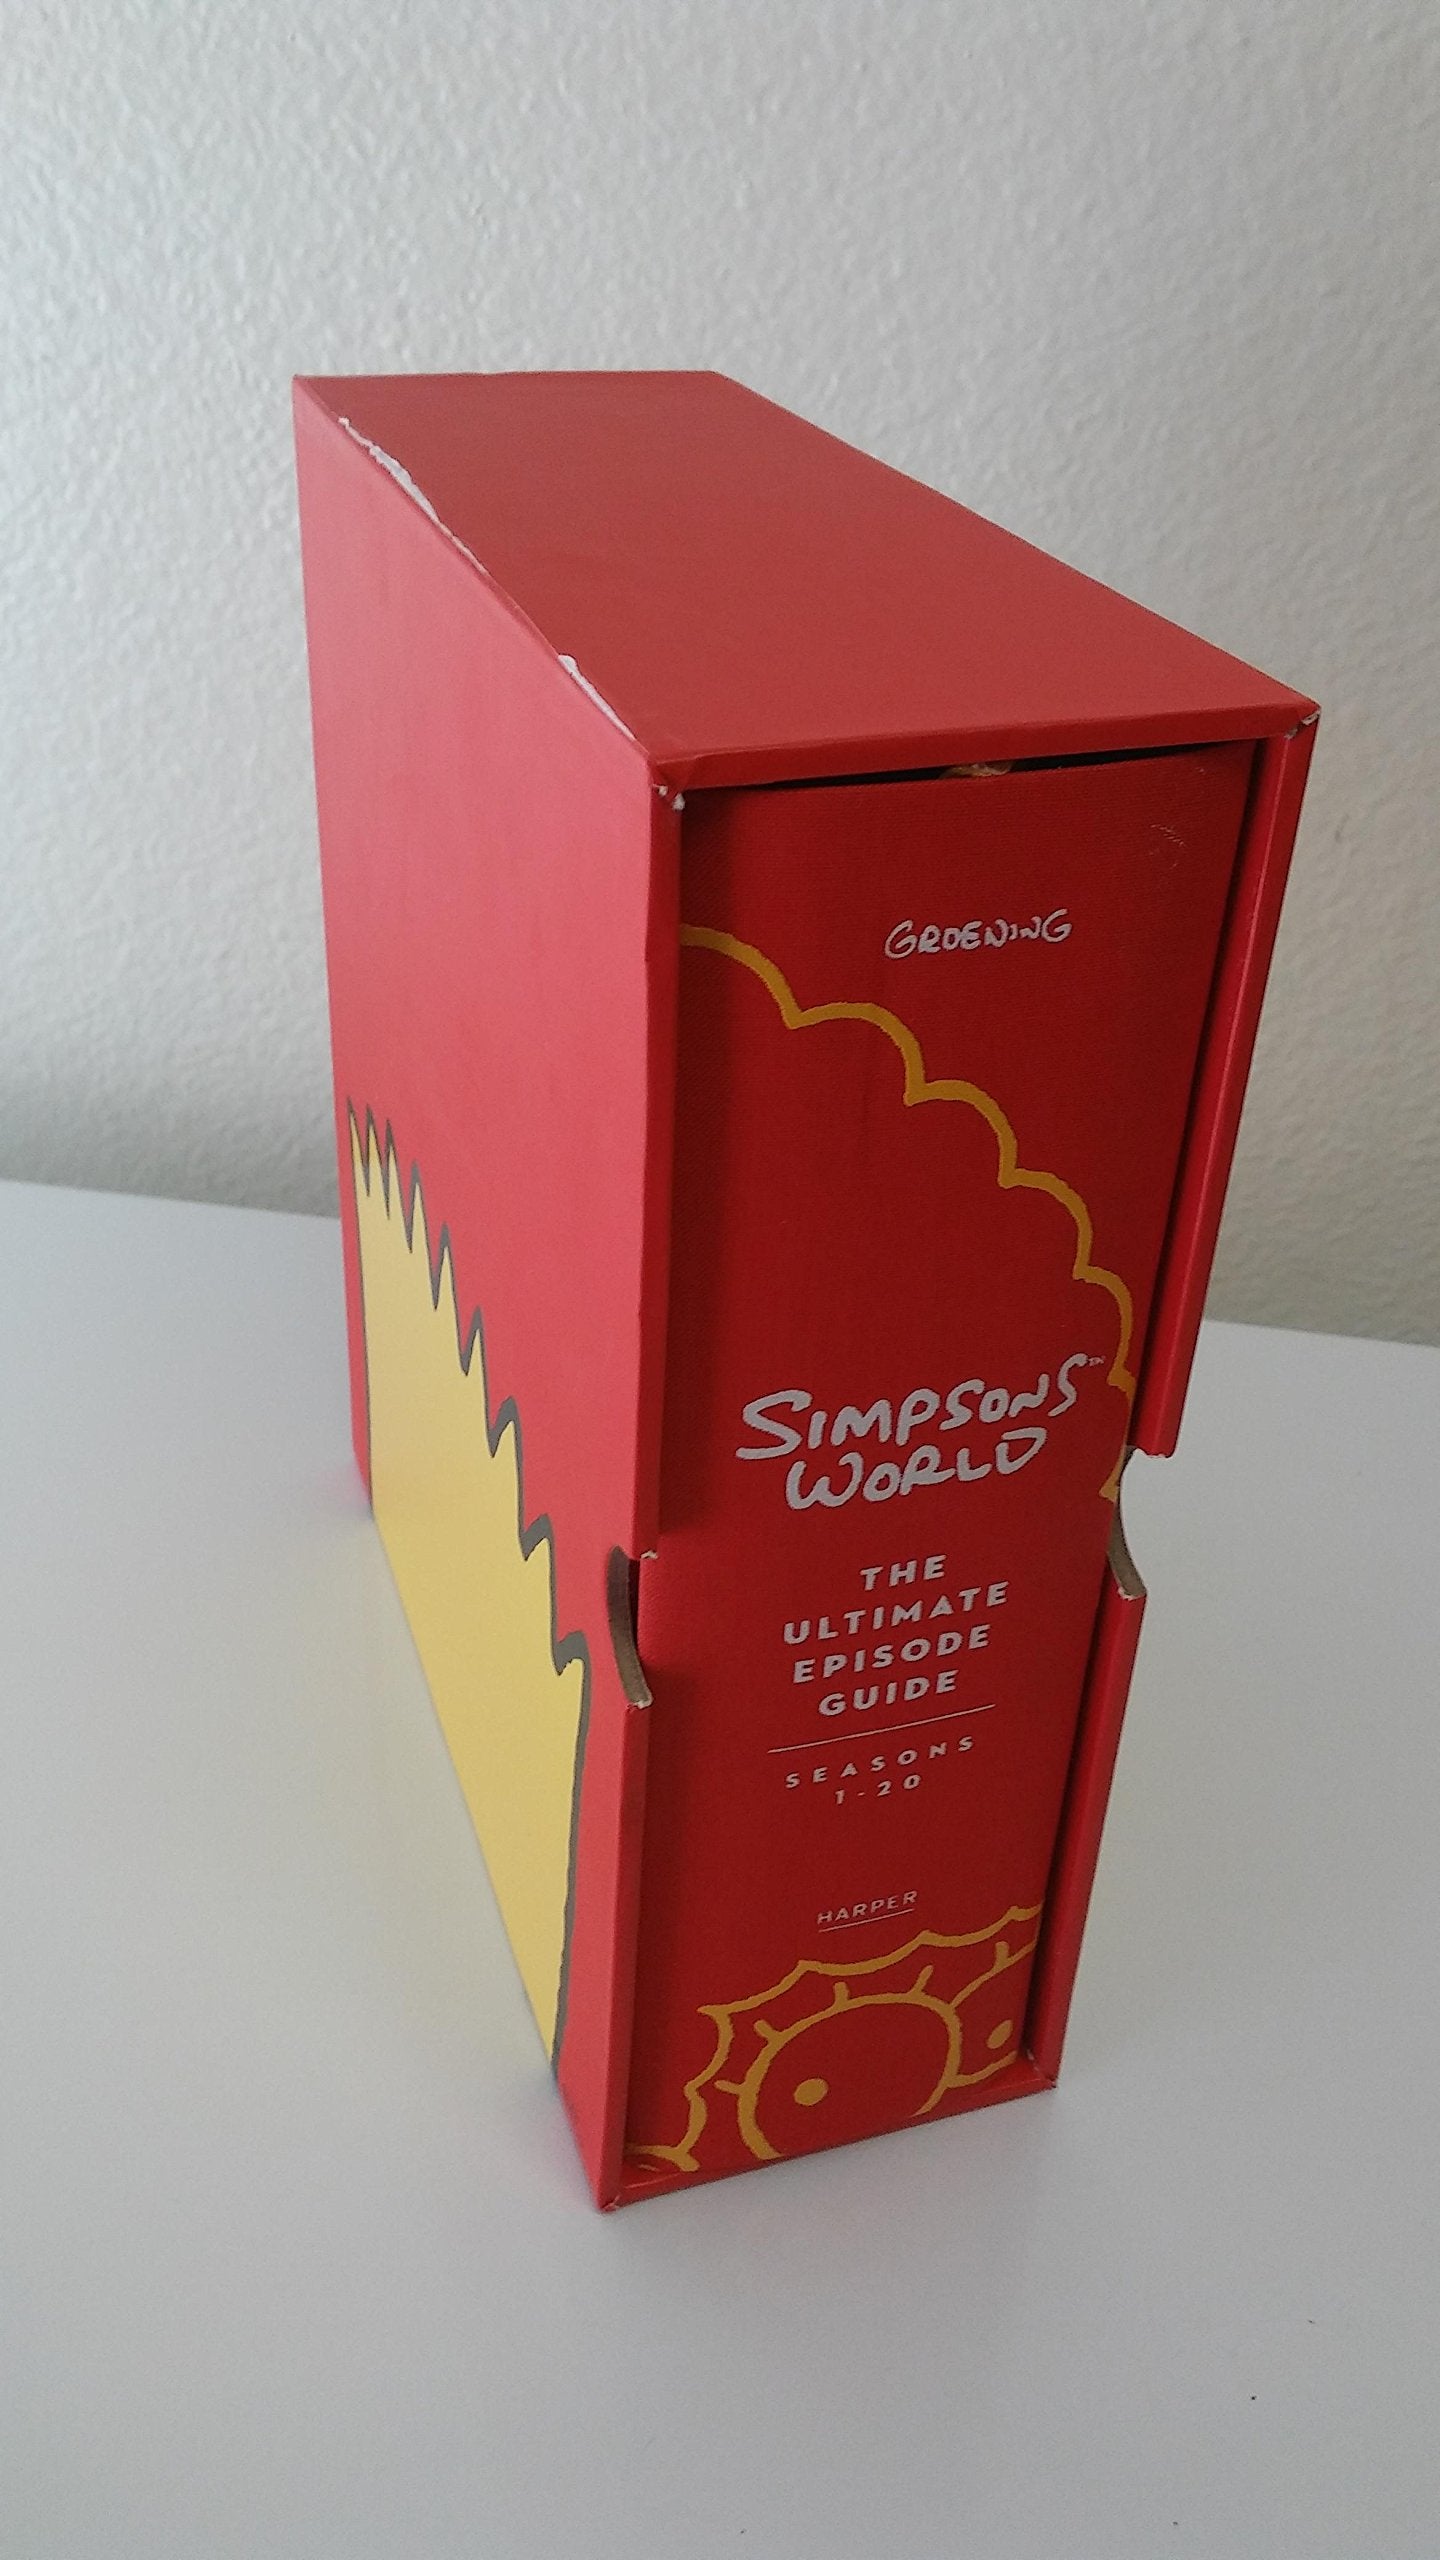 GROENING
SIMPSONS™
WORLD
THE
ULTIMATE
EPISODE
GUIDE
SEASONS
1-20
HARPER